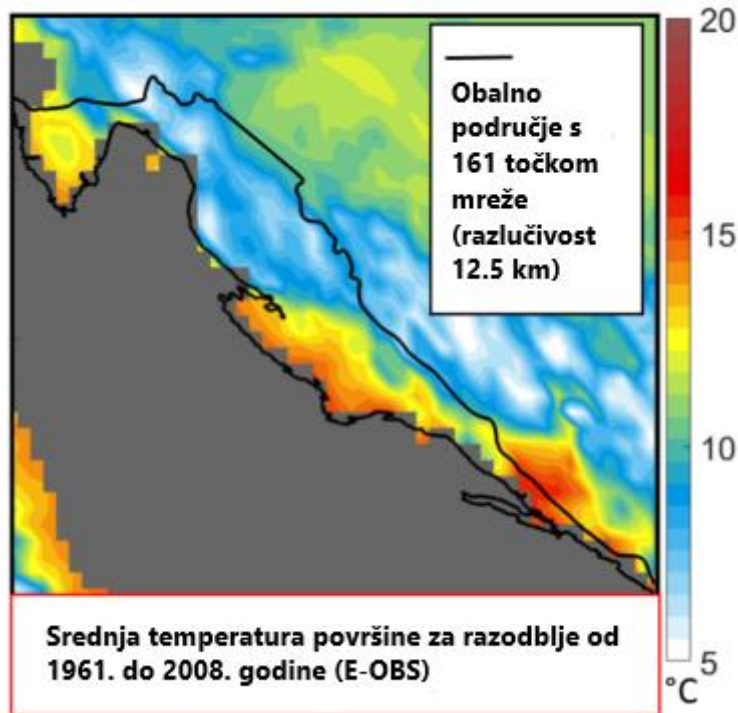 Obalno
područje s
161 točkom
mreže
(razlučivost
12.5 km)
20
15
10
5
°C
Srednja temperatura površine za razodblje od
1961. do 2008. godine (E-OBS)